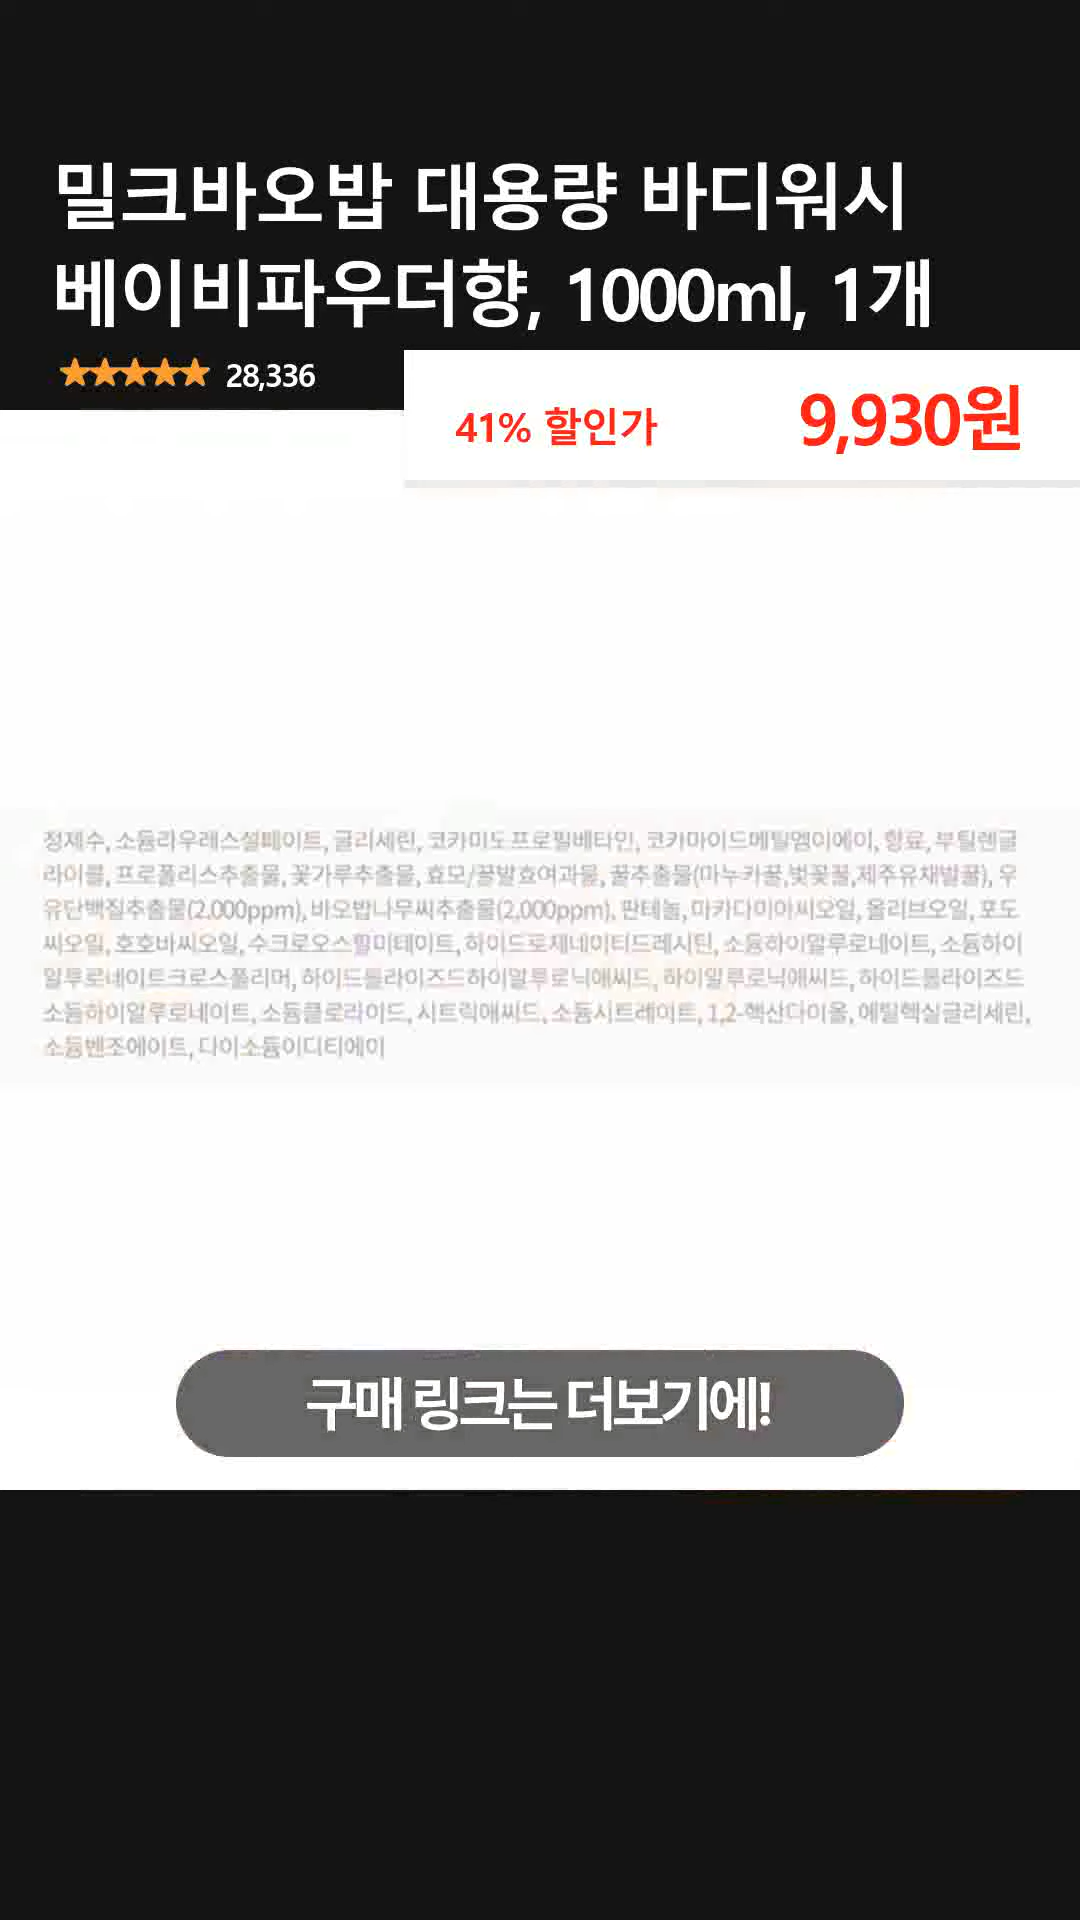 밀크바오밥 대용량 바디워시
베이비파우더향, 1000ml, 1개
28,336
41% 할인가
9,930원
정제수, 소듐라우레스설페이트, 글리세린, 코카미도프로필베타인, 코카마이드메틸엠이에이, 향료, 부틸렌글
라이콜, 프로폴리스추출물, 꽃가루추출물, 효모/꿀발효여과물, 꿀추출물(마누카꿀,벚꽃꿀,제주유채밭꿀), 우
유단백질추출물(2,000ppm), 바오밥나무씨추출물(2,000ppm), 판테놀, 마카다미아씨오일, 올리브오일, 포도
씨오일, 호호바씨오일, 수크로오스팔미테이트, 하이드로제네이티드레시틴, 소듐하이알루로네이트, 소듐하이
알루로네이트크로스폴리머, 하이드롤라이즈드하이알루로닉애씨드, 하이알루로닉애씨드, 하이드롤라이즈드
소듐하이알루로네이트, 소듐클로라이드, 시트릭애씨드, 소듐시트레이트, 1,2-헥산다이올, 에틸헥실글리세린,
소듐벤조에이트, 다이소듐이디티에이
구매 링크는 더보기에!